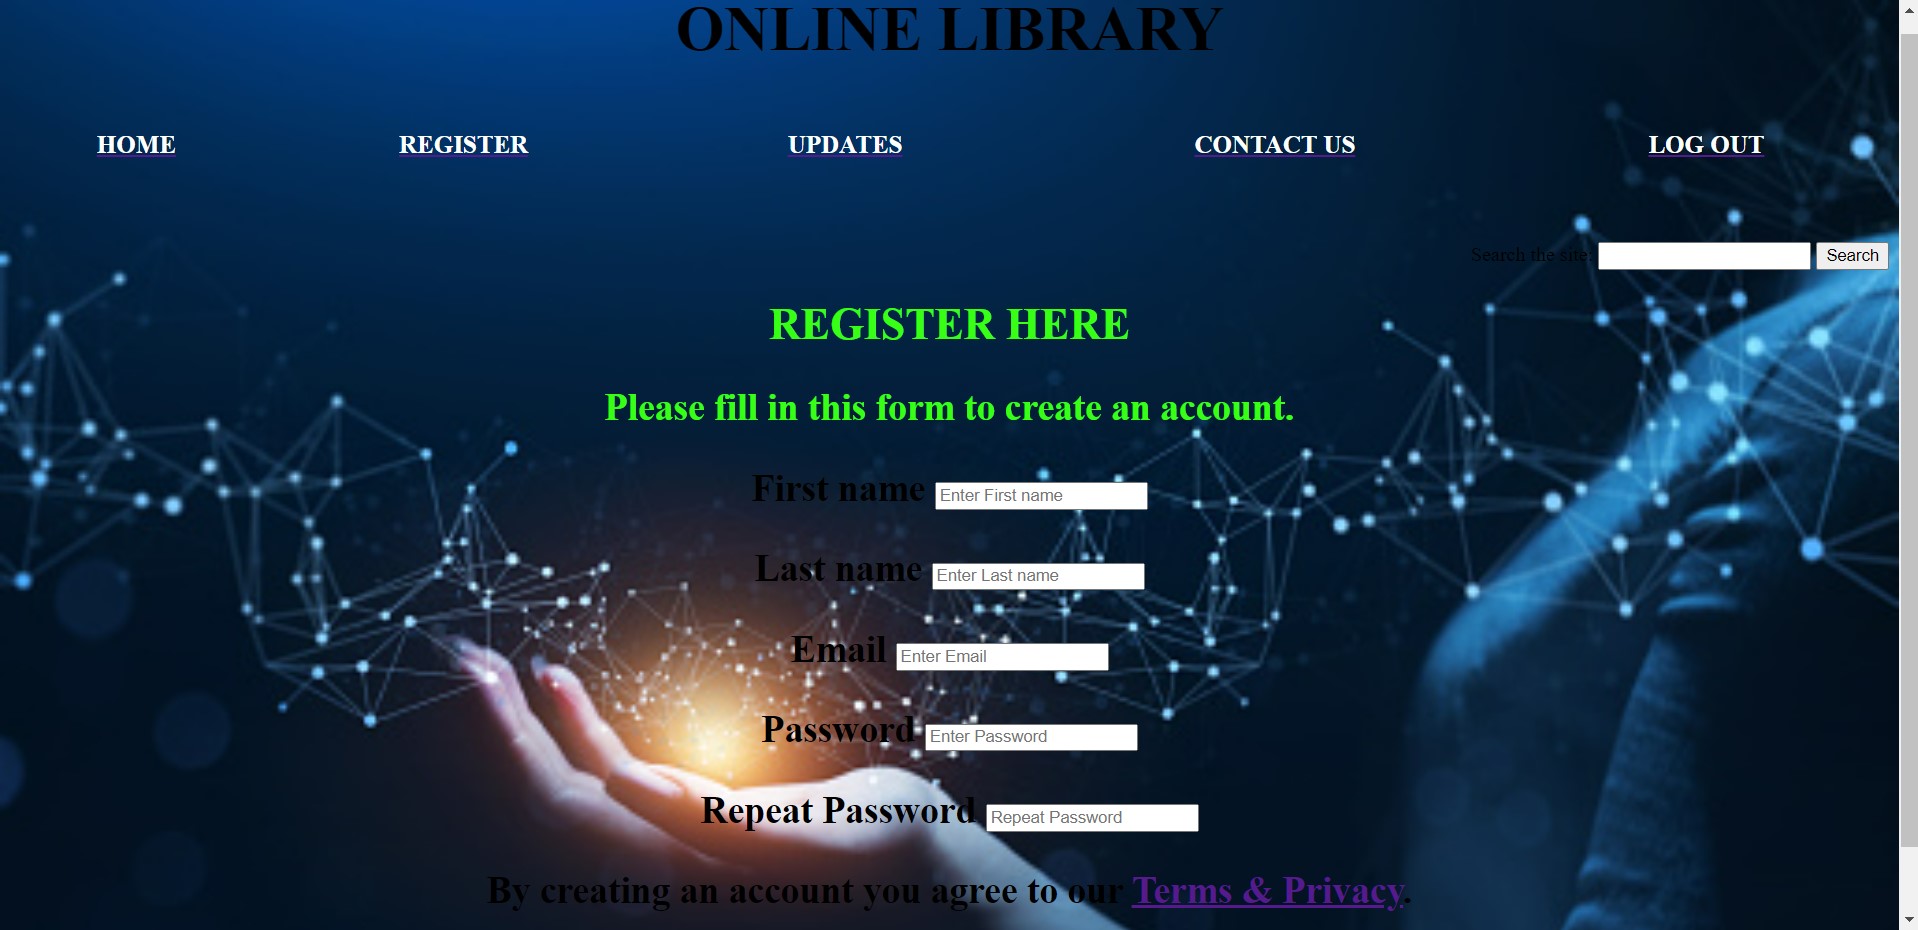 ONLINE LIBRARY
HOME REGISTER UPDATES CONTACT US LOG OUT
Search the site: Search
REGISTER HERE
Please fill in this form to create an account.
First name Enter First name
Last name Enter Last name
Email Enter Email
Password Enter Password
Repeat Password Repeat Password
By creating an account you agree to our Terms & Privacy.